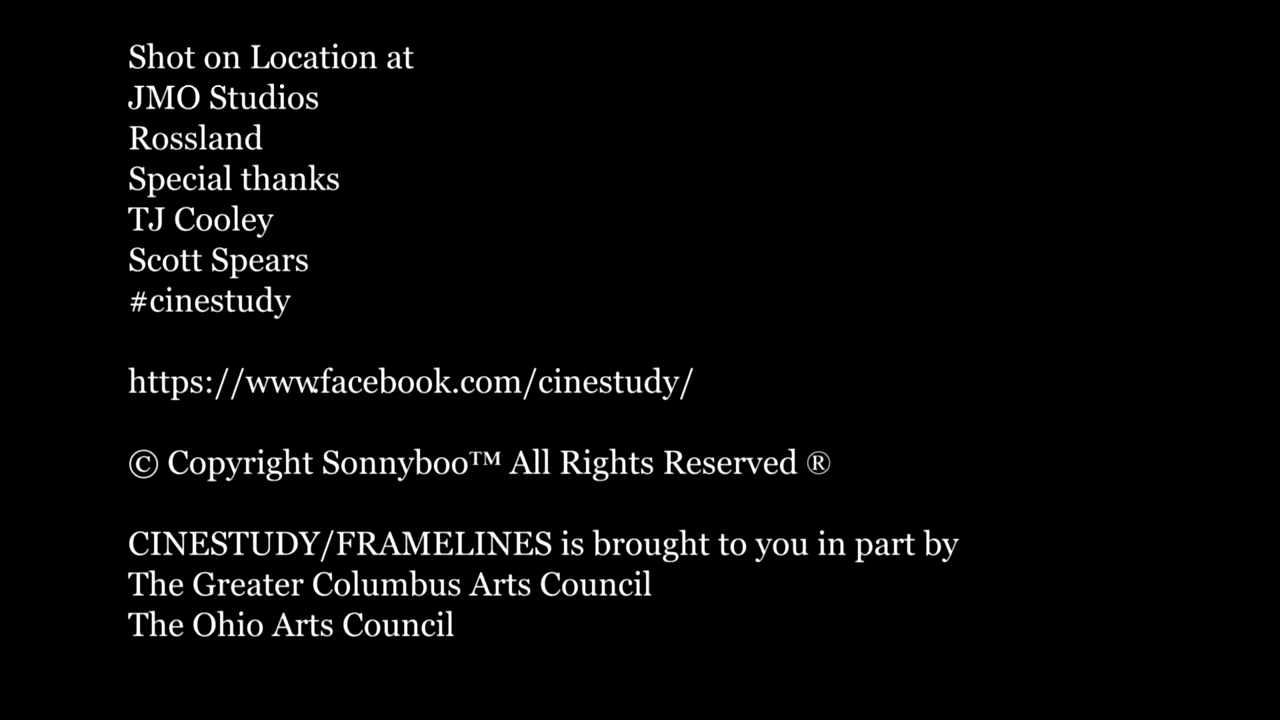 Shot on Location at
JMO Studios
Rossland
Special thanks
TJ Cooley
Scott Spears
#cinestudy
https://www.facebook.com/cinestudy/
© Copyright Sonnyboo™ All Rights Reserved ®
CINESTUDY/FRAMELINES is brought to you in part by
The Greater Columbus Arts Council
The Ohio Arts Council